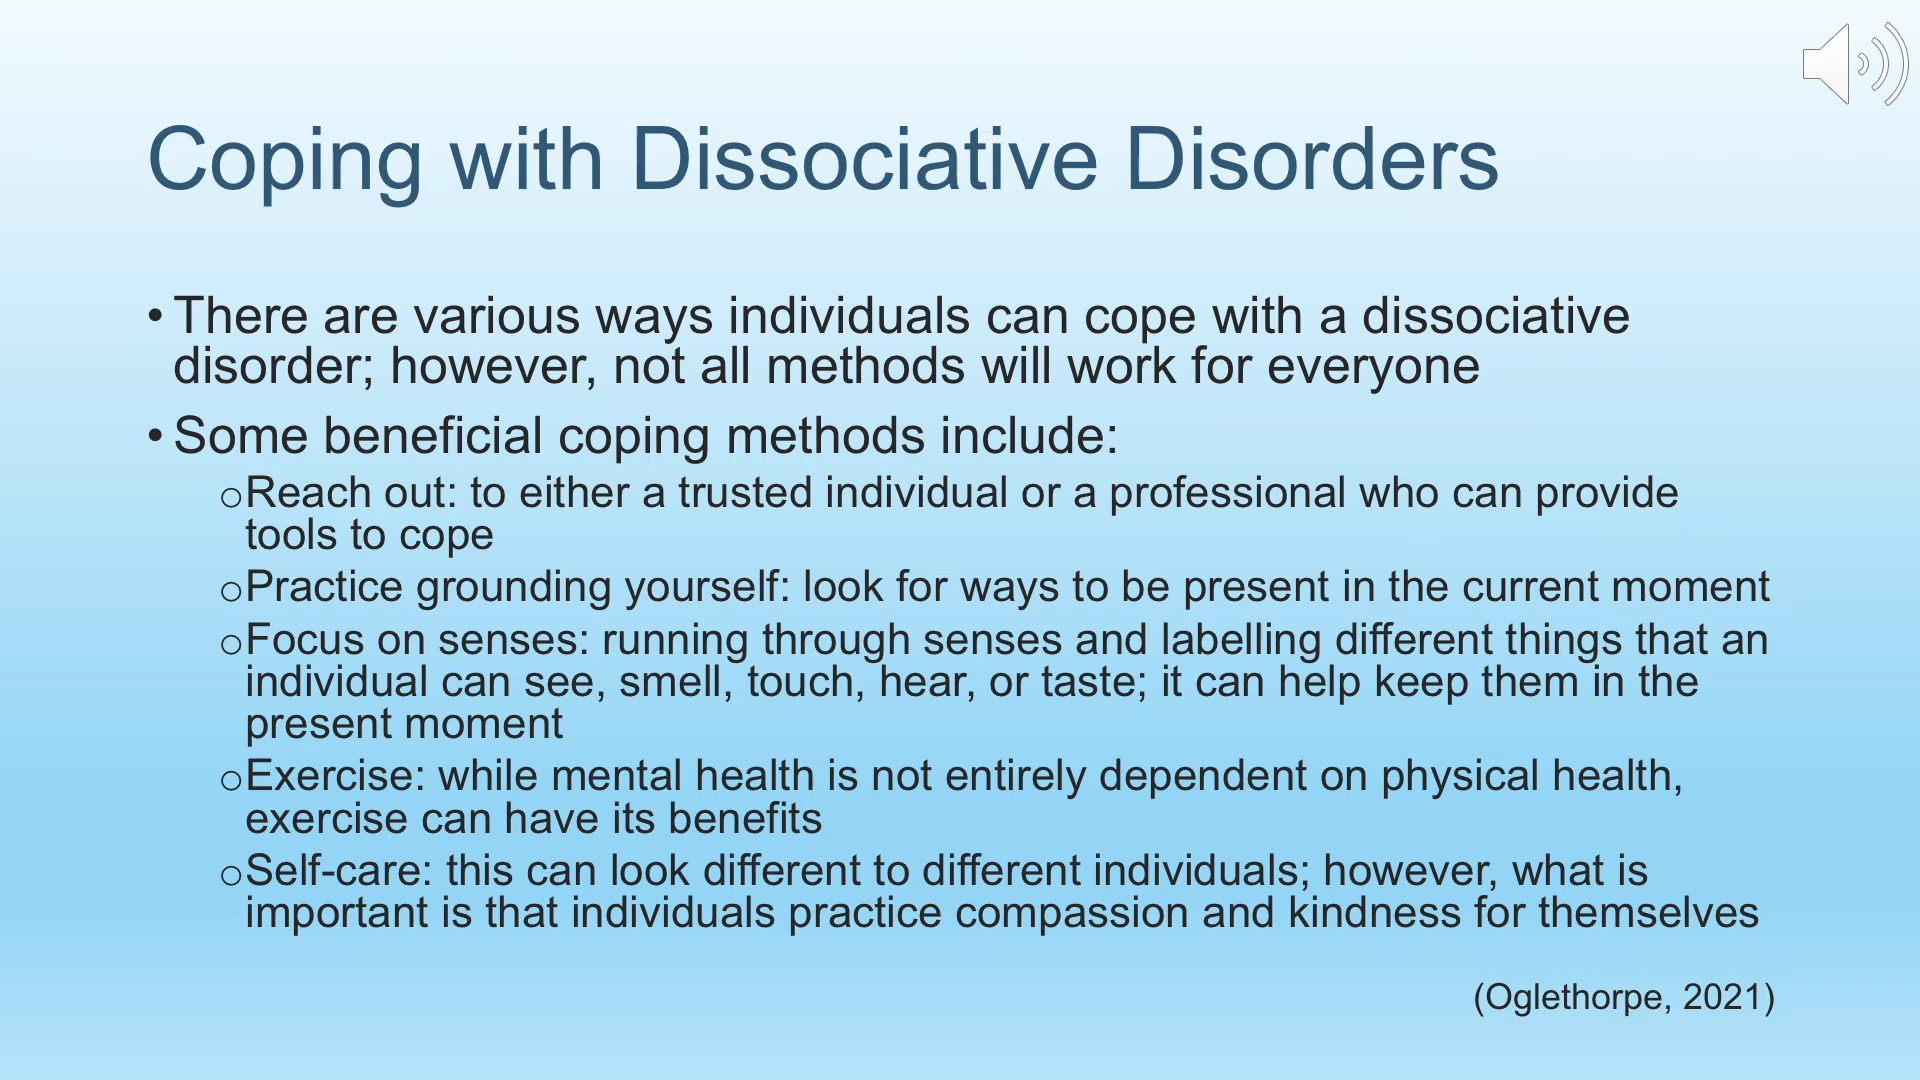 Coping with Dissociative Disorders
• There are various ways individuals can cope with a dissociative
disorder; however, not all methods will work for everyone
• Some beneficial coping methods include:
oReach out: to either a trusted individual or a professional who can provide
tools to cope
oPractice grounding yourself: look for ways to be present in the current moment
oFocus on senses: running through senses and labelling different things that an
individual can see, smell, touch, hear, or taste; it can help keep them in the
present moment
oExercise: while mental health is not entirely dependent on physical health,
exercise can have its benefits
oSelf-care: this can look different to different individuals; however, what is
important is that individuals practice compassion and kindness for themselves
(Oglethorpe, 2021)